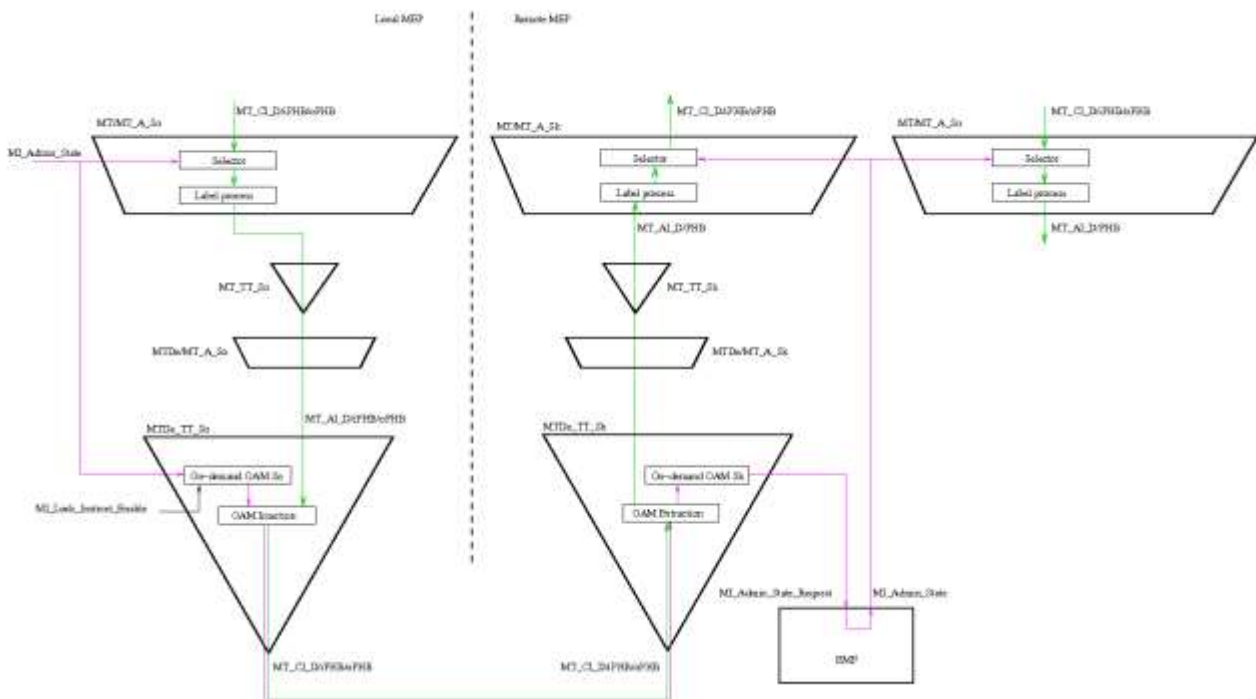 Local MEP
Remote MEP
MT_CI_D/iPHB/oPHB
MT_CI_D/iPHB/oPHB
MT_CI_D/iPHB/oPHB
MT/MT_A_So
MT/MT_A_Sk
MT/MT_A_So
MI_Admin_State
Selector
Selector
Selector
Label process
Label process
Label process
MT_AI_D/PHB
MT_AI_D/PHB
MT_TT_So
MT_TT_Sk
MTDe/MT_A_So
MTDe/MT_A_Sk
MT_AI_D/iPHB/oPHB
MTDe_TT_So
MTDe_TT_Sk
On-demand OAM So
On-demand OAM Sk
MI_Lock_Instruct_Enable
OAM Insertion
OAM Extraction
MI_Admin_State_Request
MI_Admin_State
EMF
MT_CI_D/iPHB/oPHB
MT_CI_D/iPHB/oPHB